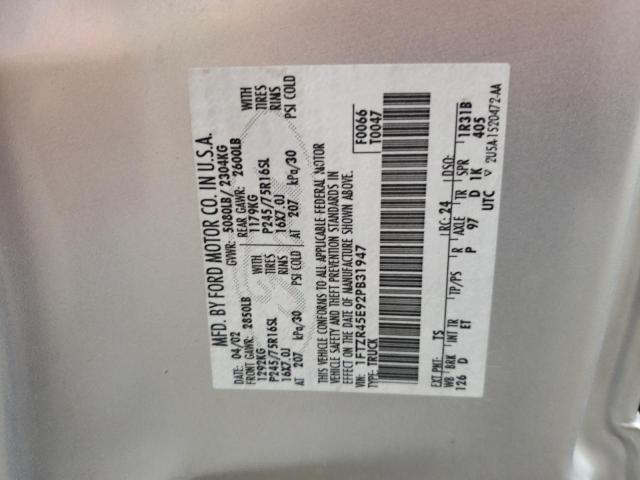 MFD. BY FORD MOTOR CO. IN U.S.A.
DATE: 04/02 GVWR: 5080LB/ 2304KG
FRONT GAWR: 2850LB REAR GAWR: 2600LB
1292KG 1179KG WITH
P245/75R16SL P245/75R16SL TIRES
16X7.0J 16X7.0J RIMS
AT 207 kPa/30 PSI COLD AT 207 kPa/30 PSI COLD
WITH
TIRES
RIMS
THIS VEHICLE CONFORMS TO ALL APPLICABLE FEDERAL MOTOR
VEHICLE SAFETY AND THEFT PREVENTION STANDARDS IN
EFFECT ON THE DATE OF MANUFACTURE SHOWN ABOVE.
VIN: 1FTZR45E92PB31947
TYPE: TRUCK
F0066
T0047
EXT PNT: TS RC: 24 DSO: 1R31B
WB BRK INT TR TP/PS R AXLE TR SPR 405
126 D ET P 97 D 1K
UTC 2U5A-1520472-AA